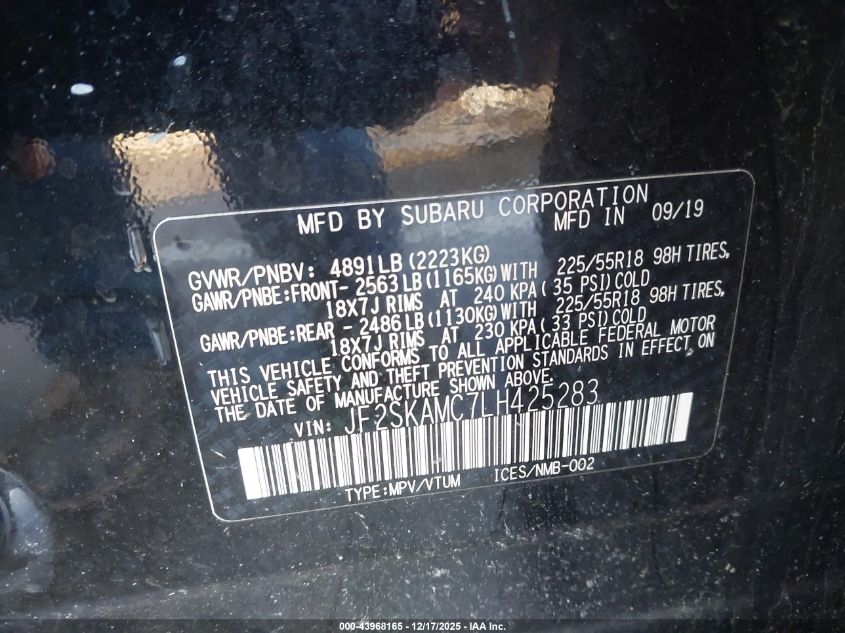 MFD BY SUBARU CORPORATION
MFD IN 09/19
GVWR/PNBV: 4891LB(2223KG)
GAWR/PNBE:FRONT- 2563LB(1165KG)WITH 225/55R18 98H TIRES,
18X7J RIMS AT 240 KPA( 35 PSI)COLD
GAWR/PNBE:REAR - 2486LB(1130KG)WITH 225/55R18 98H TIRES,
18X7J RIMS AT 230 KPA( 33 PSI)COLD
THIS VEHICLE CONFORMS TO ALL APPLICABLE FEDERAL MOTOR
VEHICLE SAFETY AND THEFT PREVENTION STANDARDS IN EFFECT ON
THE DATE OF MANUFACTURE SHOWN ABOVE.
VIN: JF2SKAMC7LH425283
TYPE:MPV/VTUM ICES/NMB-002
000-43968165 - 12/17/2025 - IAA Inc.